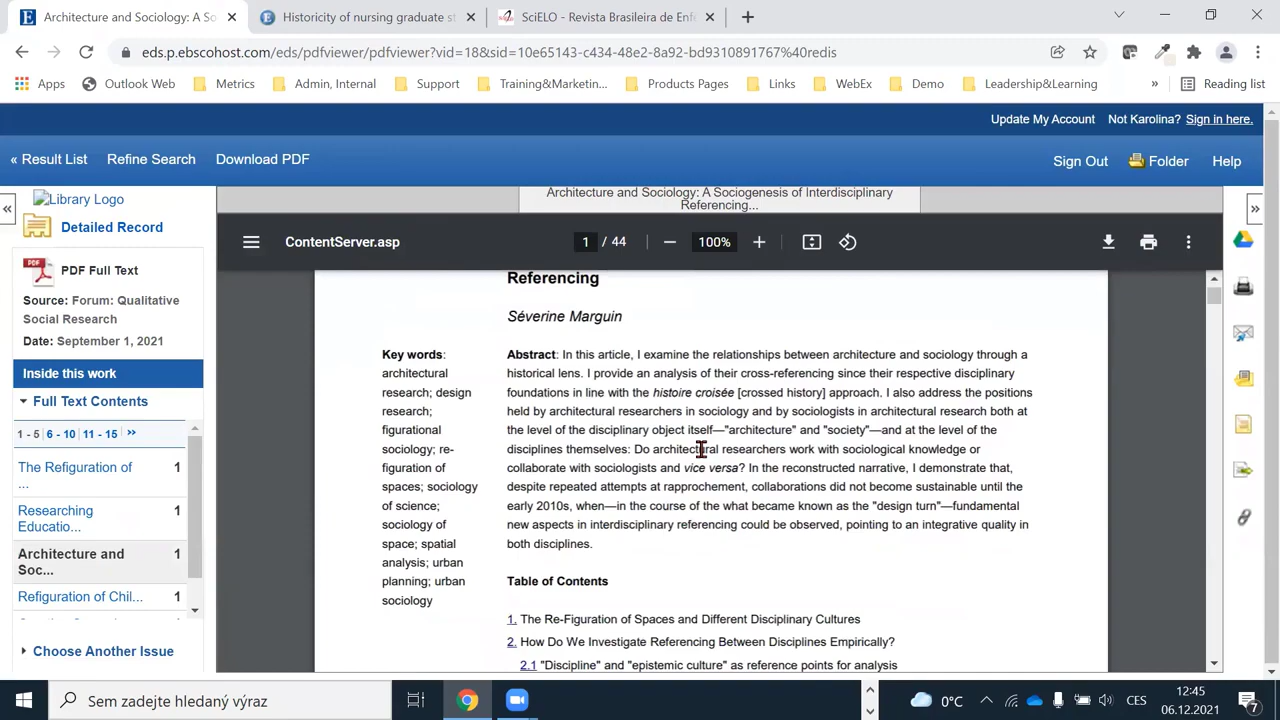 Architecture and Sociology: A So
Historicity of nursing graduate st
SciELO - Revista Brasileira de Enfe
eds.p.ebscohost.com/eds/pdfviewer/pdfviewer?vid=18&sid=10e65143-c434-48e2-8a92-bd9310891767%40redis
Apps
Outlook Web
Metrics
Admin, Internal
Support
Training&Marketin...
Products Pages
Links
WebEx
Demo
Leadership&Learning
»
Reading list
Update My Account
Not Karolina? Sign in here.
« Result List
Refine Search
Download PDF
Sign Out
Folder
Help
«
Library Logo
Detailed Record
PDF
PDF Full Text
Source: Forum: Qualitative
Social Research
Date: September 1, 2021
Inside this work
Full Text Contents
1 - 5 6 - 10 11 - 15 »
The Refiguration of
...
1
Researching
Educatio...
1
Architecture and
Soc...
1
Refiguration of Chil...
1
Choose Another Issue
Architecture and Sociology: A Sociogenesis of Interdisciplinary
Referencing...
»
ContentServer.asp
1 / 44
100%
Referencing
Séverine Marguin
Key words:
architectural
research; design
research;
figurational
sociology; re-
figuration of
spaces; sociology
of science;
sociology of
space; spatial
analysis; urban
planning; urban
sociology
Abstract: In this article, I examine the relationships between architecture and sociology through a
historical lens. I provide an analysis of their cross-referencing since their respective disciplinary
foundations in line with the histoire croisée [crossed history] approach. I also address the positions
held by architectural researchers in sociology and by sociologists in architectural research both at
the level of the disciplinary object itself—"architecture" and "society"—and at the level of the
disciplines themselves: Do architectural researchers work with sociological knowledge or
collaborate with sociologists and vice versa? In the reconstructed narrative, I demonstrate that,
despite repeated attempts at rapprochement, collaborations did not become sustainable until the
early 2010s, when—in the course of the what became known as the "design turn"—fundamental
new aspects in interdisciplinary referencing could be observed, pointing to an integrative quality in
both disciplines.
Table of Contents
1. The Re-Figuration of Spaces and Different Disciplinary Cultures
2. How Do We Investigate Referencing Between Disciplines Empirically?
2.1 "Discipline" and "epistemic culture" as reference points for analysis
Sem zadejte hledaný výraz
0°C
CES
12:45
06.12.2021
7